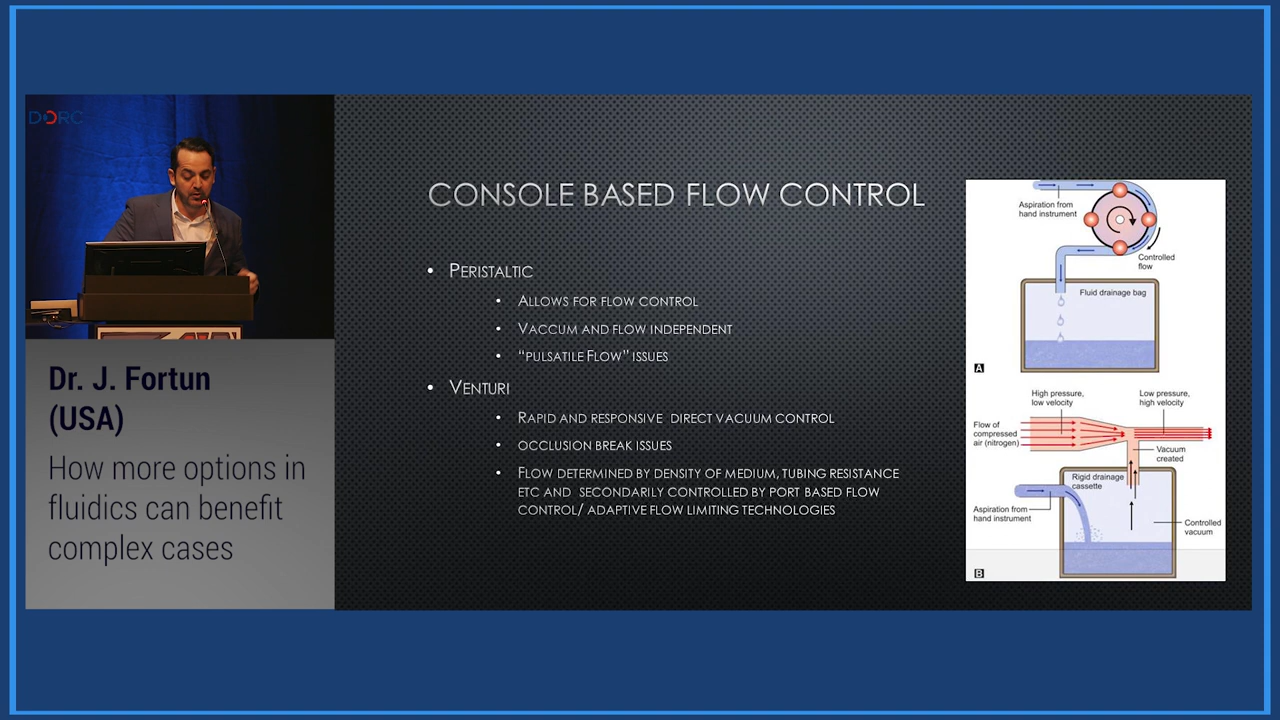 DORC
Dr. J. Fortun
(USA)
How more options in
fluidics can benefit
complex cases
CONSOLE BASED FLOW CONTROL
• PERISTALTIC
• ALLOWS FOR FLOW CONTROL
• VACCUM AND FLOW INDEPENDENT
• “PULSATILE FLOW” ISSUES
• VENTURI
• RAPID AND RESPONSIVE DIRECT VACUUM CONTROL
• OCCLUSION BREAK ISSUES
• FLOW DETERMINED BY DENSITY OF MEDIUM, TUBING RESISTANCE
ETC AND SECONDARILY CONTROLLED BY PORT BASED FLOW
CONTROL/ ADAPTIVE FLOW LIMITING TECHNOLOGIES
Aspiration from
hand instrument
Controlled
flow
Fluid drainage bag
A
High pressure,
low velocity
Low pressure,
high velocity
Flow of
compressed
air (nitrogen)
Vacuum
created
Rigid drainage
cassette
Aspiration from
hand instrument
Controlled
vacuum
B